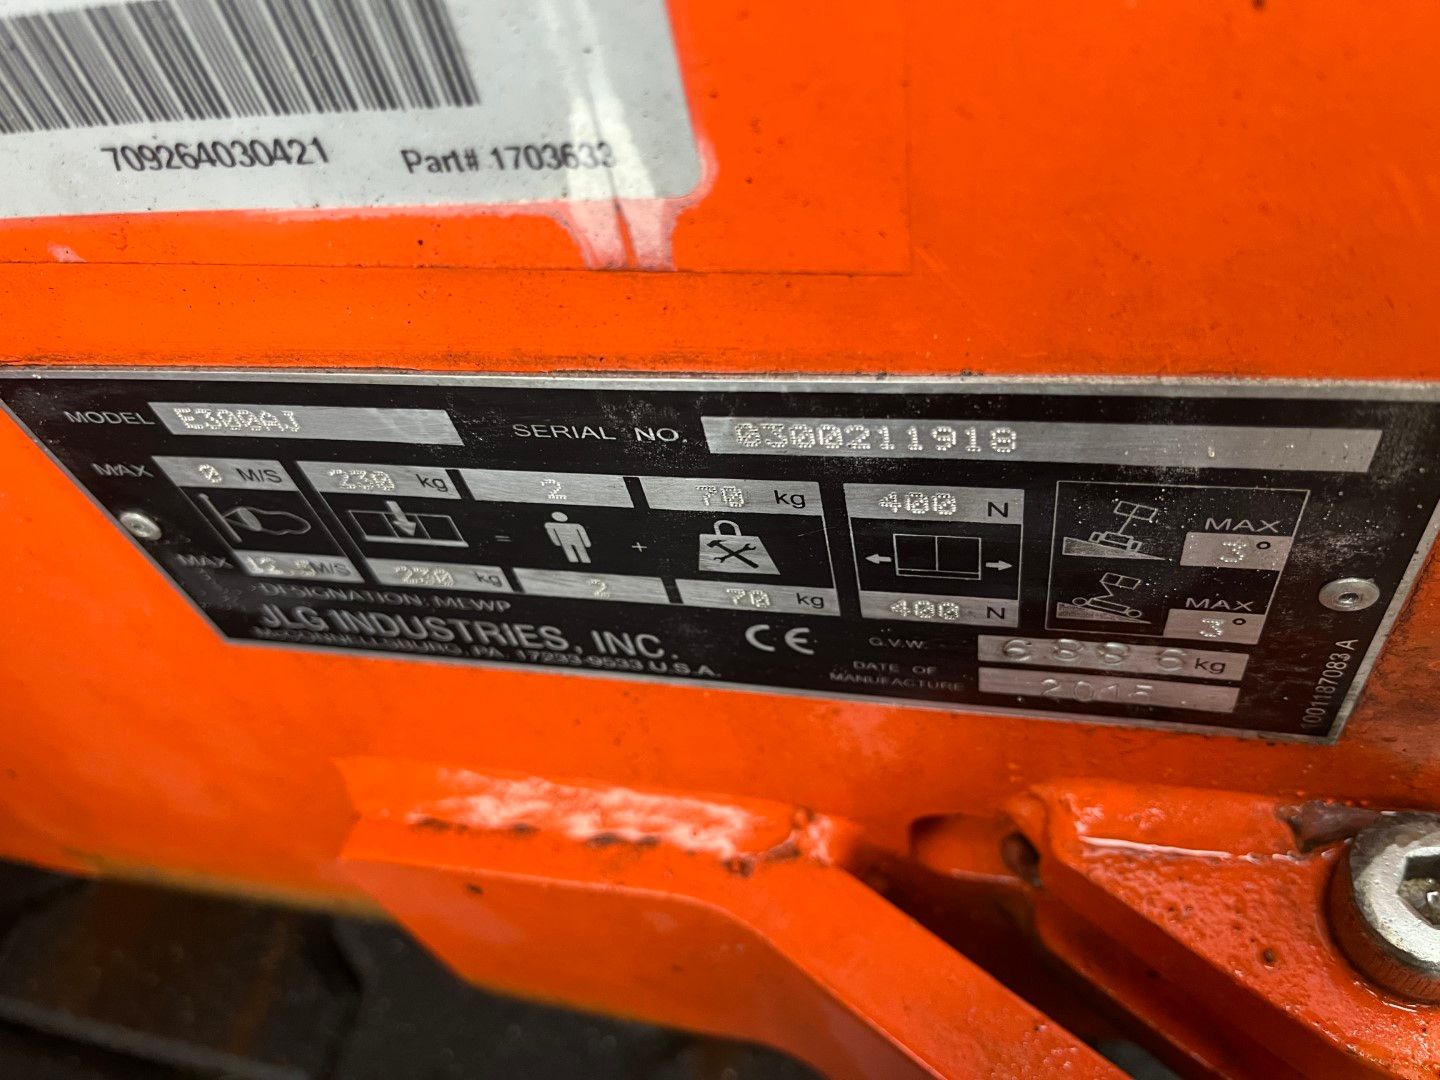 709264030421 Part# 1703633
MODEL E300AJ SERIAL NO. 0300211918
MAX 0 M/S 230 kg 2 70 kg 400 N
= + MAX 3°
MAX 12.5 M/S 230 kg 2 70 kg 400 N MAX 3°
DESIGNATION: MEWP
JLG INDUSTRIES, INC. CE G.V.W. 6886 kg
McCONNELLSBURG, PA. 17233-9533 U.S.A. DATE OF MANUFACTURE 2015
1001187083 A